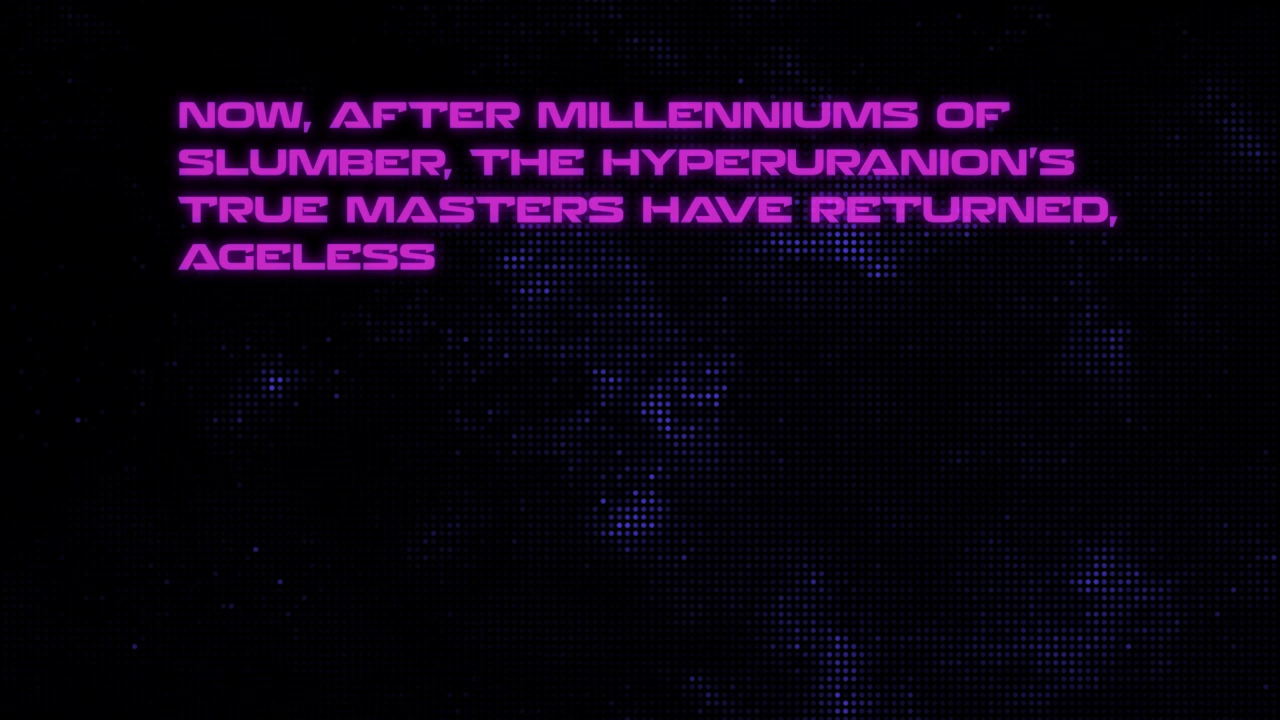 NOW, AFTER MILLENNIUMS OF
SLUMBER, THE HYPERURANION'S
TRUE MASTERS HAVE RETURNED,
AGELESS